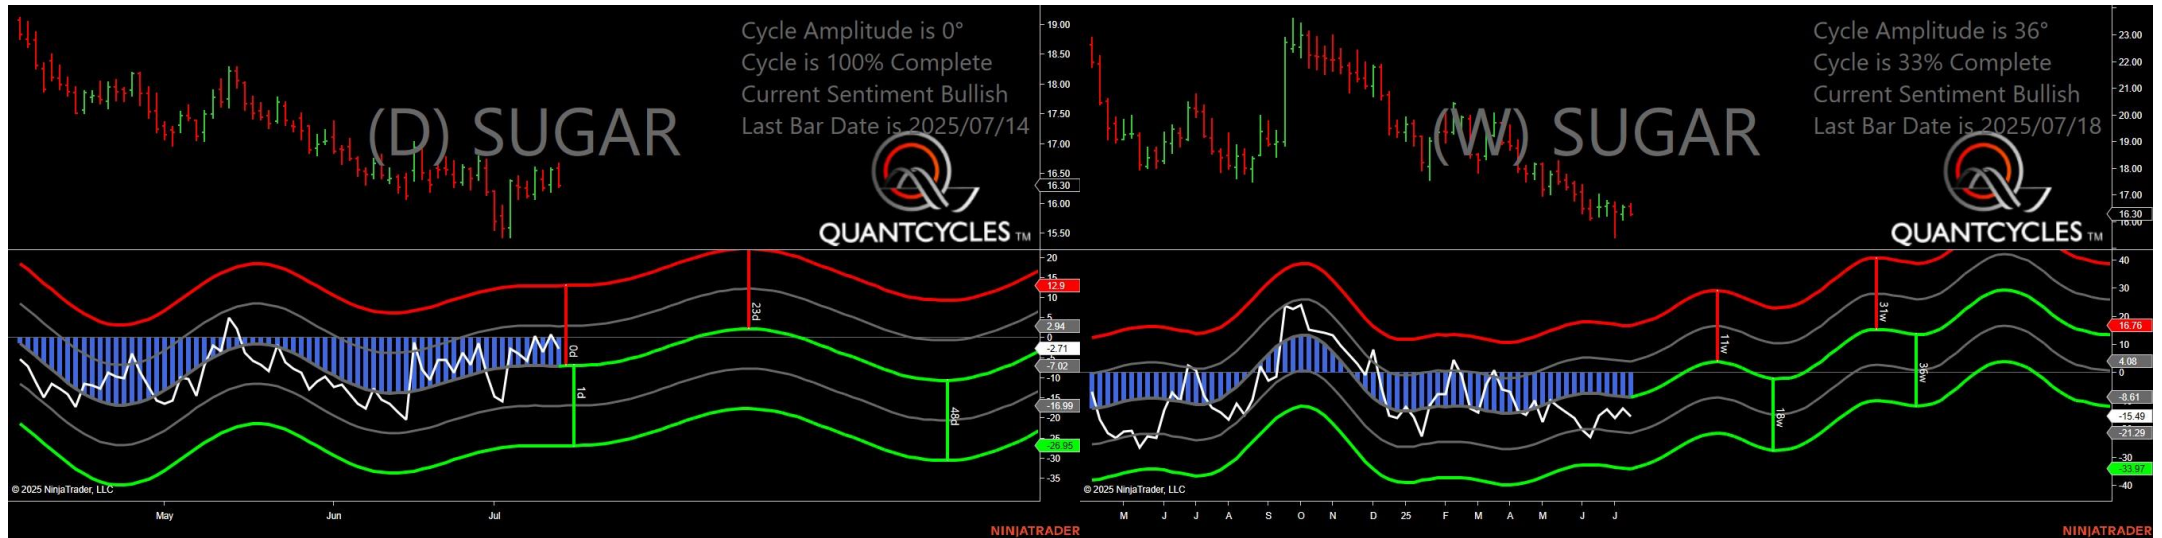 Cycle Amplitude is 0°
Cycle is 100% Complete
Current Sentiment Bullish
Last Bar Date is 2025/07/14
(D) SUGAR
QUANTCYCLES TM
19.00
18.50
18.00
17.50
17.00
16.50
16.30
16.00
15.50
20
15
12.9
10
5
2.94
0
-2.71
-7.02
-10
-15
-16.99
-20
-26.95
-30
-35
0d
1d
23d
48d
© 2025 NinjaTrader, LLC
May
Jun
Jul
NINJATRADER
Cycle Amplitude is 36°
Cycle is 33% Complete
Current Sentiment Bullish
Last Bar Date is 2025/07/18
(W) SUGAR
QUANTCYCLES TM
23.00
22.00
21.00
20.00
19.00
18.00
17.00
16.30
16.00
40
30
20
16.76
10
4.08
0
-8.61
-15.49
-21.29
-30
-33.97
-40
11w
18w
31w
36w
© 2025 NinjaTrader, LLC
M
J
J
A
S
O
N
D
25
F
M
A
M
J
J
NINJATRADER